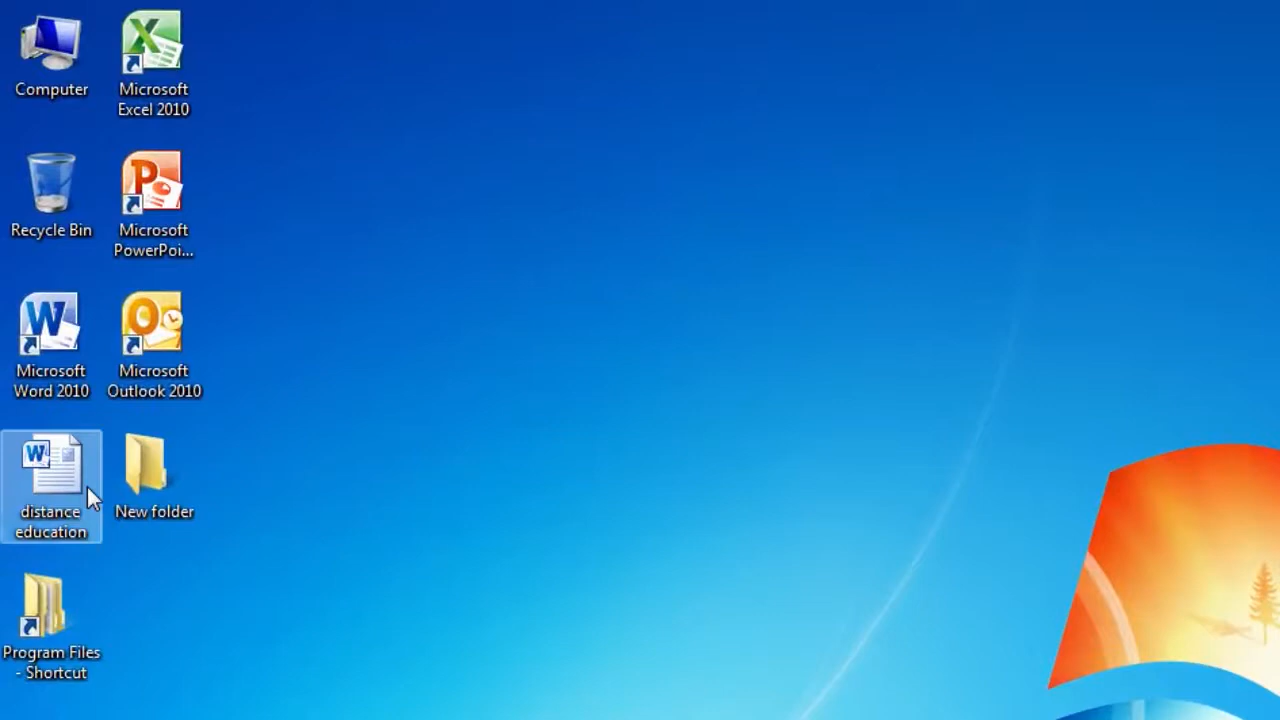 Computer
Microsoft
Excel 2010
Recycle Bin
Microsoft
PowerPoi...
Microsoft
Word 2010
Microsoft
Outlook 2010
distance
education
New folder
Program Files
- Shortcut